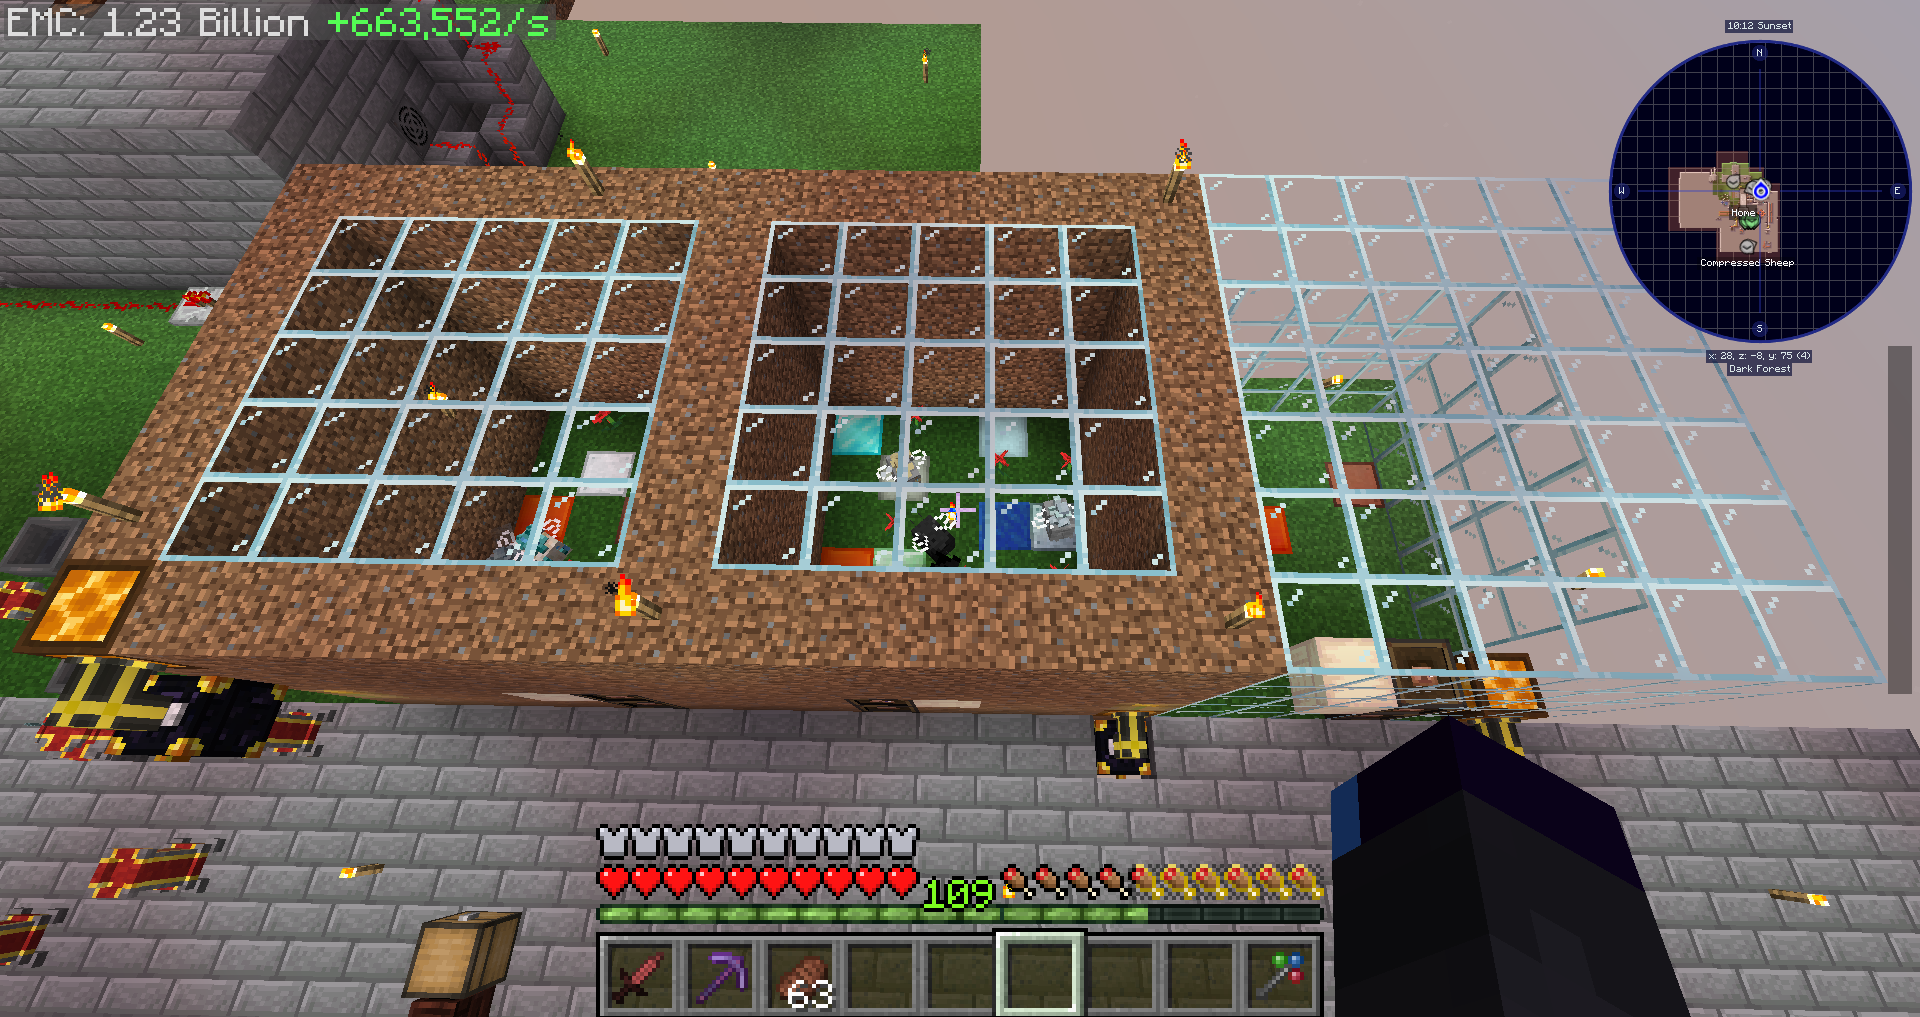 EMC: 1.23 Billion +663,552/s
10:12 Sunset
N
W
E
Home
Compressed Sheep
S
x: 28, z: -8, y: 75 (4)
Dark Forest
109
63